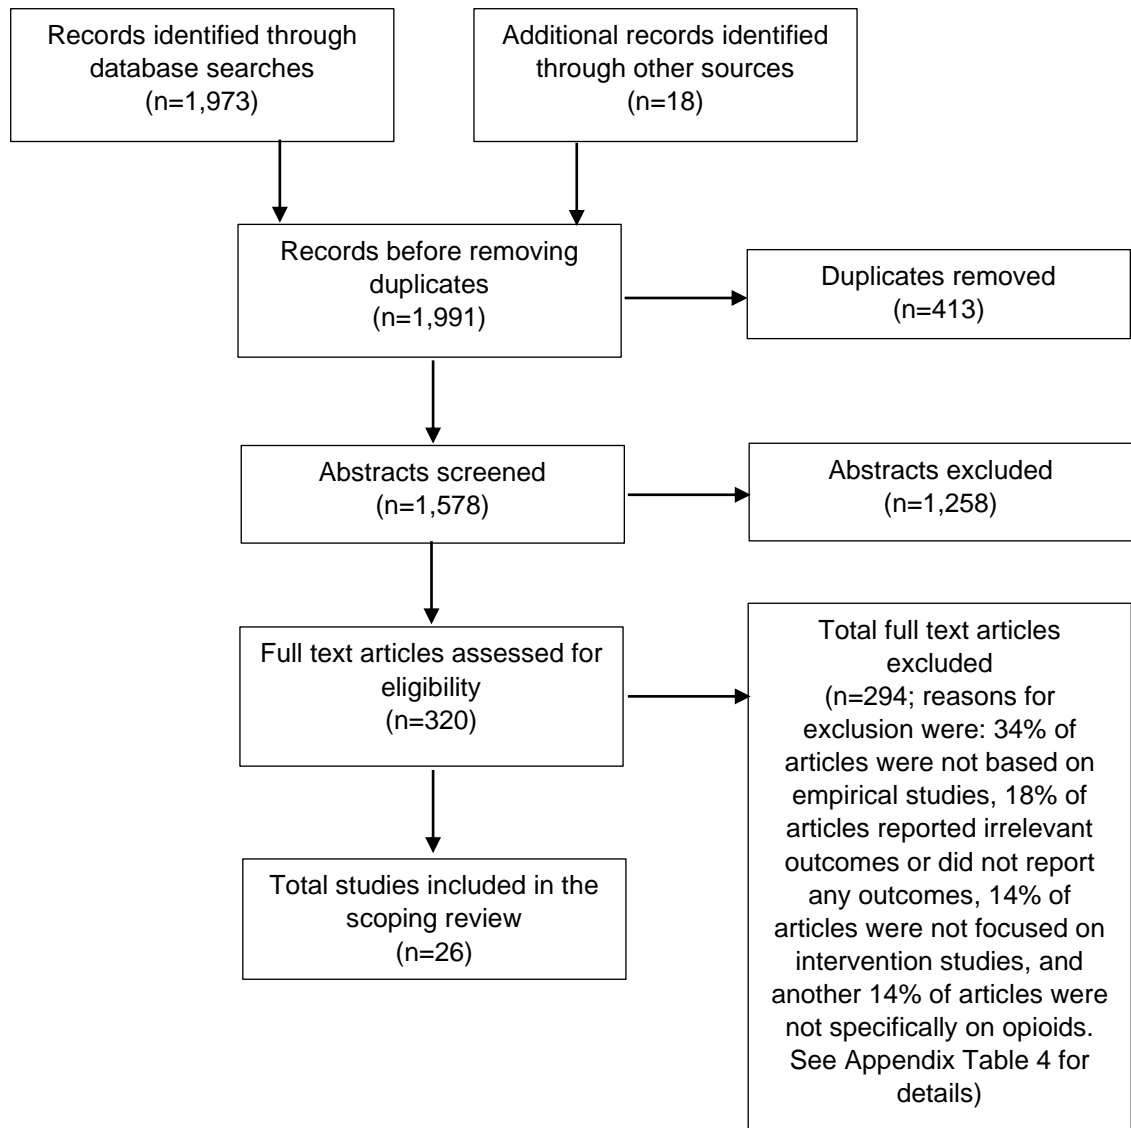 Records identified through
database searches
(n=1,973)
Additional records identified
through other sources
(n=18)
Records before removing
duplicates
(n=1,991)
Duplicates removed
(n=413)
Abstracts screened
(n=1,578)
Abstracts excluded
(n=1,258)
Full text articles assessed for
eligibility
(n=320)
Total full text articles
excluded
(n=294; reasons for
exclusion were: 34% of
articles were not based on
empirical studies, 18% of
articles reported irrelevant
outcomes or did not report
any outcomes, 14% of
articles were not focused on
intervention studies, and
another 14% of articles were
not specifically on opioids.
See Appendix Table 4 for
details)
Total studies included in the
scoping review
(n=26)